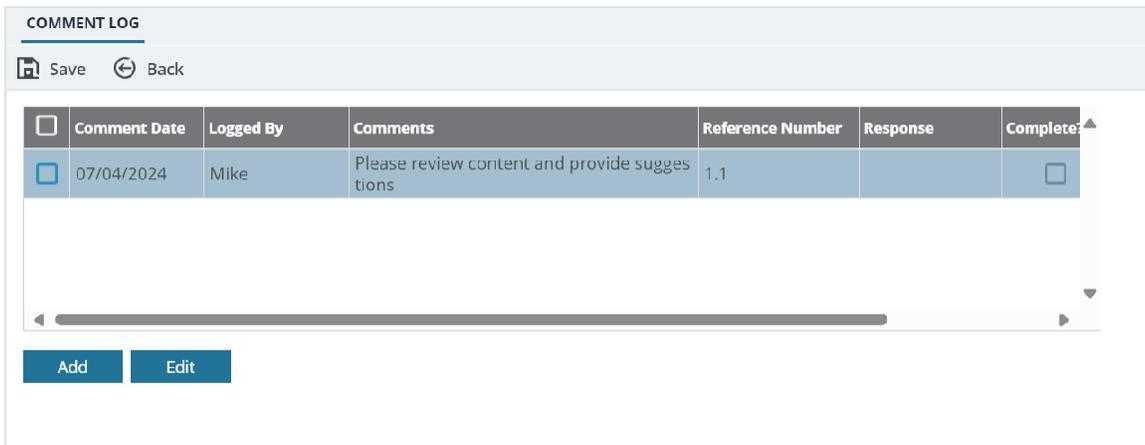 COMMENT LOG
Save Back
Comment Date Logged By Comments Reference Number Response Complete?
07/04/2024 Mike Please review content and provide sugges
tions 1.1
Add Edit